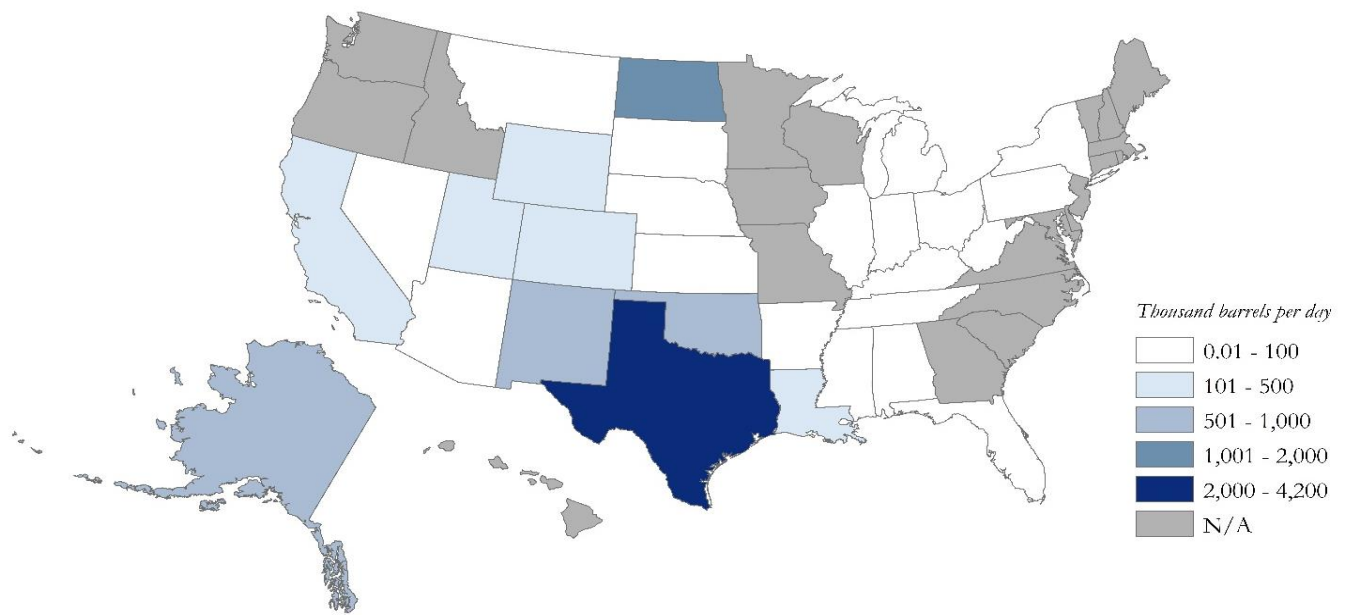 Thousand barrels per day
0.01 - 100
101 - 500
501 - 1,000
1,001 - 2,000
2,000 - 4,200
N/A